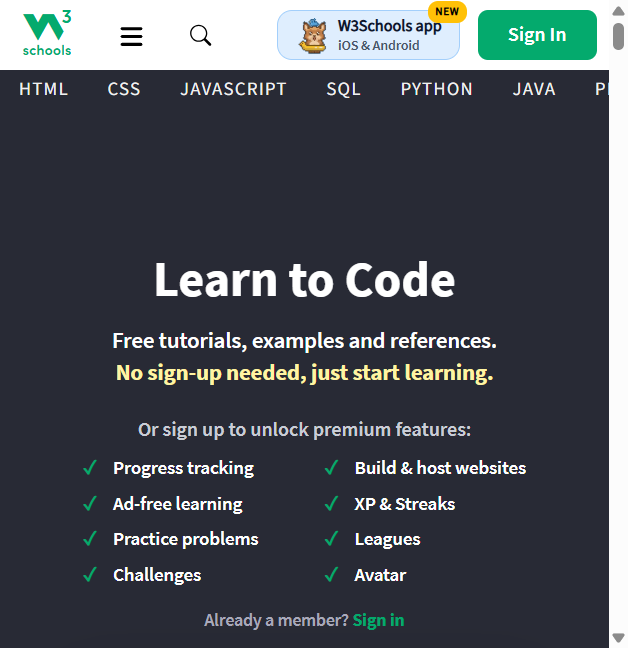 W3
schools
W3Schools app
NEW
iOS & Android
Sign In
HTML CSS JAVASCRIPT SQL PYTHON JAVA
Learn to Code
Free tutorials, examples and references.
No sign-up needed, just start learning.
Or sign up to unlock premium features:
✓ Progress tracking ✓ Build & host websites
✓ Ad-free learning ✓ XP & Streaks
✓ Practice problems ✓ Leagues
✓ Challenges ✓ Avatar
Already a member? Sign in